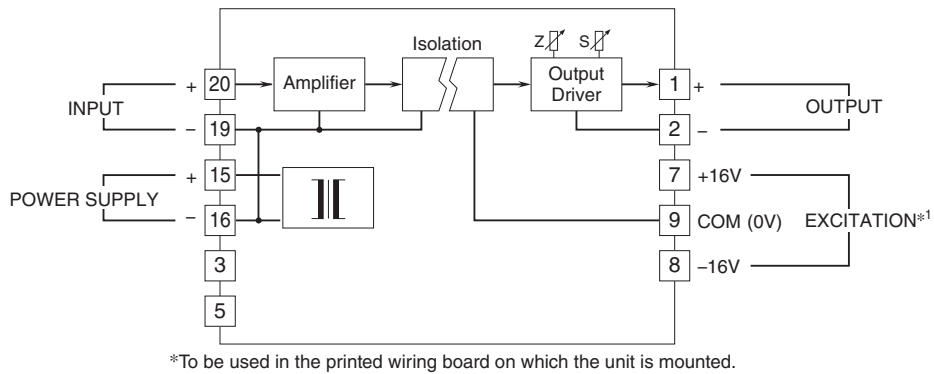 Isolation
Z S
+ 20 Amplifier Output Driver 1 +
INPUT OUTPUT
– 19 2 –
+ 15 7 +16V
POWER SUPPLY
– 16 9 COM (0V) EXCITATION*1
3 8 –16V
5
*To be used in the printed wiring board on which the unit is mounted.